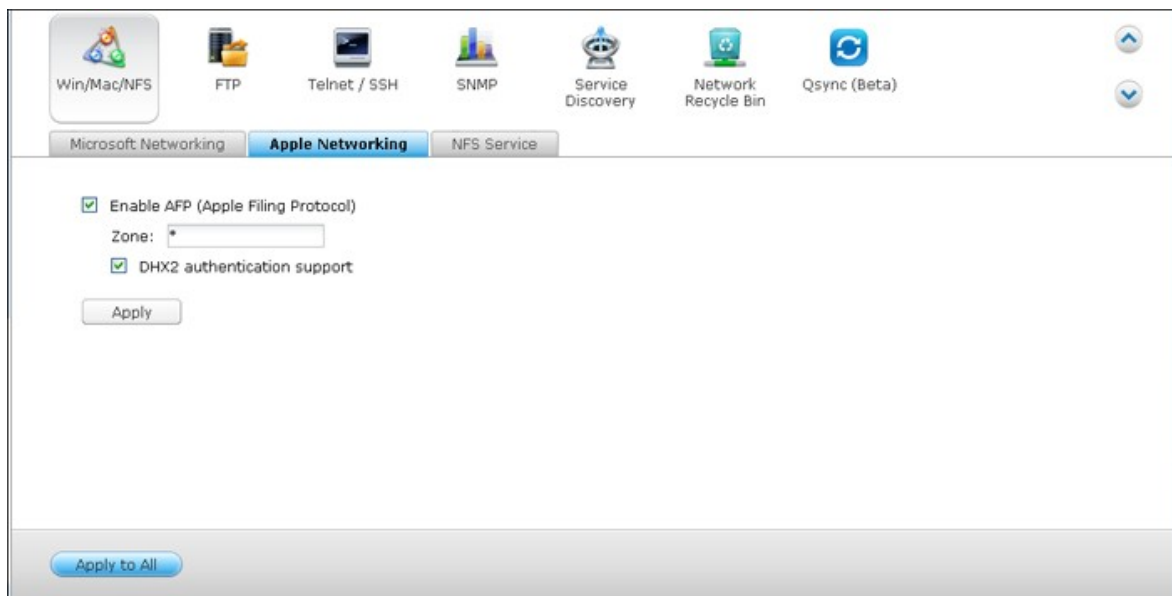 Win/Mac/NFS FTP Telnet / SSH SNMP Service Discovery Network Recycle Bin Qsync (Beta)
Microsoft Networking Apple Networking NFS Service
Enable AFP (Apple Filing Protocol)
Zone: *
DHX2 authentication support
Apply
Apply to All